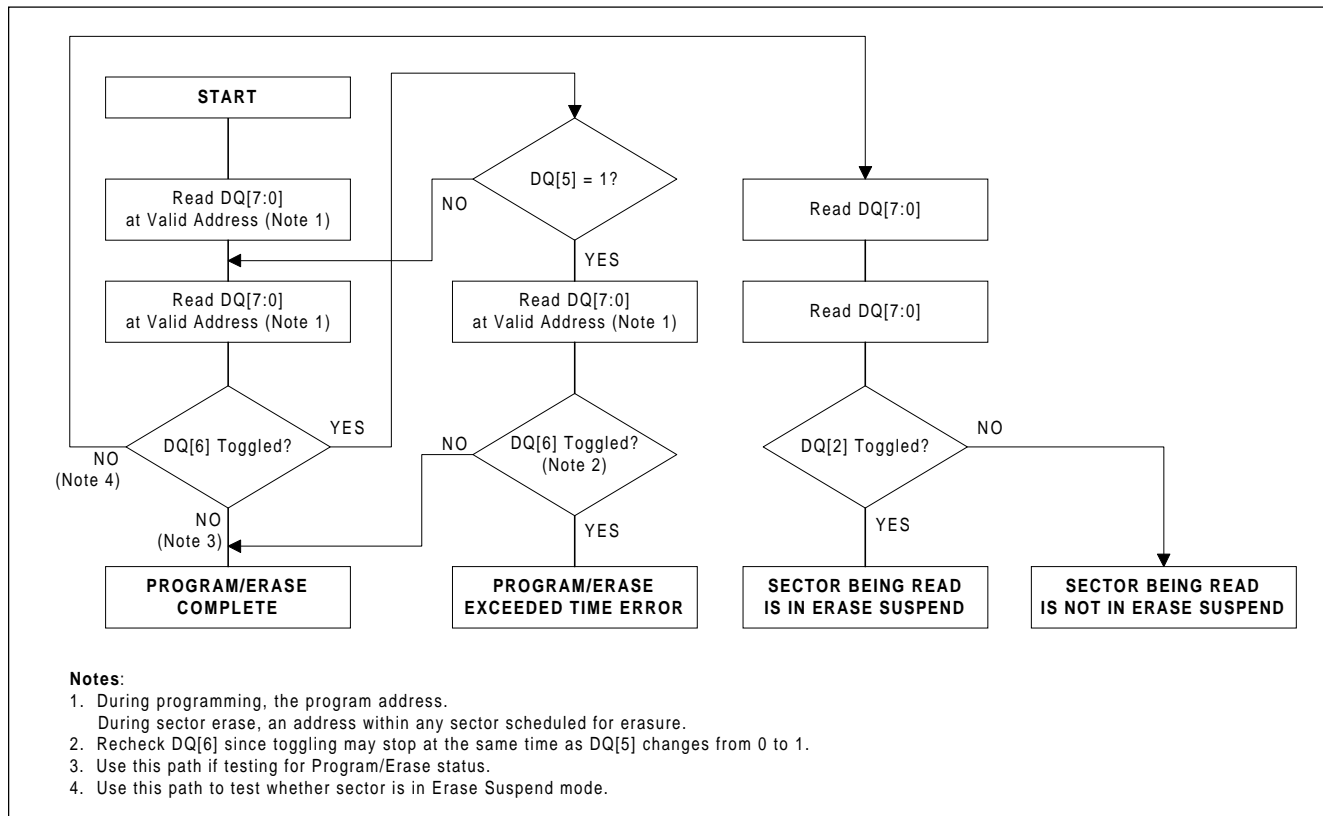 START
Read DQ[7:0]
at Valid Address (Note 1)
Read DQ[7:0]
at Valid Address (Note 1)
DQ[6] Toggled?
YES
NO
(Note 4)
NO
(Note 3)
PROGRAM/ERASE
COMPLETE
DQ[5] = 1?
NO
YES
Read DQ[7:0]
at Valid Address (Note 1)
DQ[6] Toggled?
(Note 2)
NO
YES
PROGRAM/ERASE
EXCEEDED TIME ERROR
Read DQ[7:0]
Read DQ[7:0]
DQ[2] Toggled?
NO
YES
SECTOR BEING READ
IS IN ERASE SUSPEND
SECTOR BEING READ
IS NOT IN ERASE SUSPEND
Notes:
1. During programming, the program address.
During sector erase, an address within any sector scheduled for erasure.
2. Recheck DQ[6] since toggling may stop at the same time as DQ[5] changes from 0 to 1.
3. Use this path if testing for Program/Erase status.
4. Use this path to test whether sector is in Erase Suspend mode.